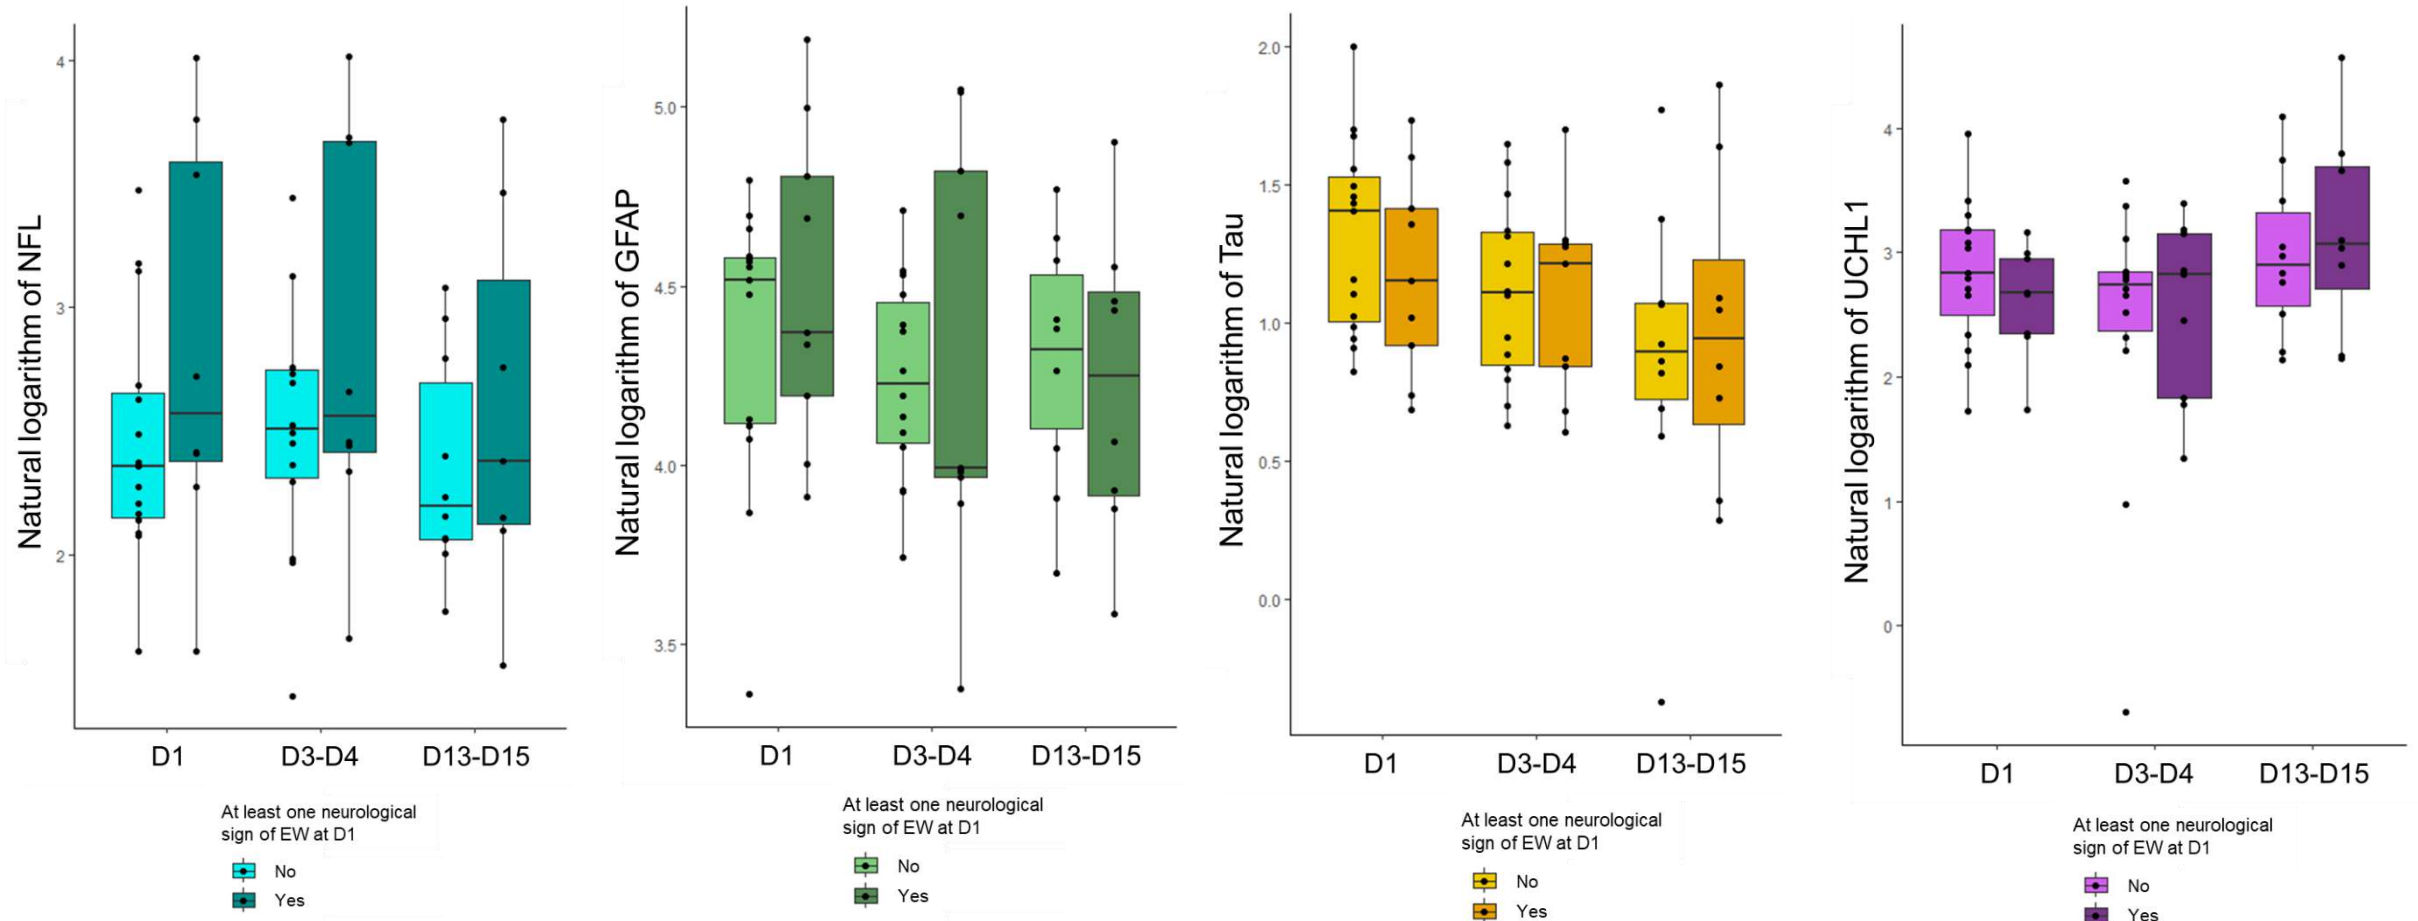 Natural logarithm of NFL
4
3
2
D1
D3-D4
D13-D15
At least one neurological
sign of EW at D1
No
Yes
Natural logarithm of GFAP
5.0
4.5
4.0
3.5
D1
D3-D4
D13-D15
At least one neurological
sign of EW at D1
No
Yes
Natural logarithm of Tau
2.0
1.5
1.0
0.5
0.0
D1
D3-D4
D13-D15
At least one neurological
sign of EW at D1
No
Yes
Natural logarithm of UCHL1
4
3
2
1
0
D1
D3-D4
D13-D15
At least one neurological
sign of EW at D1
No
Yes